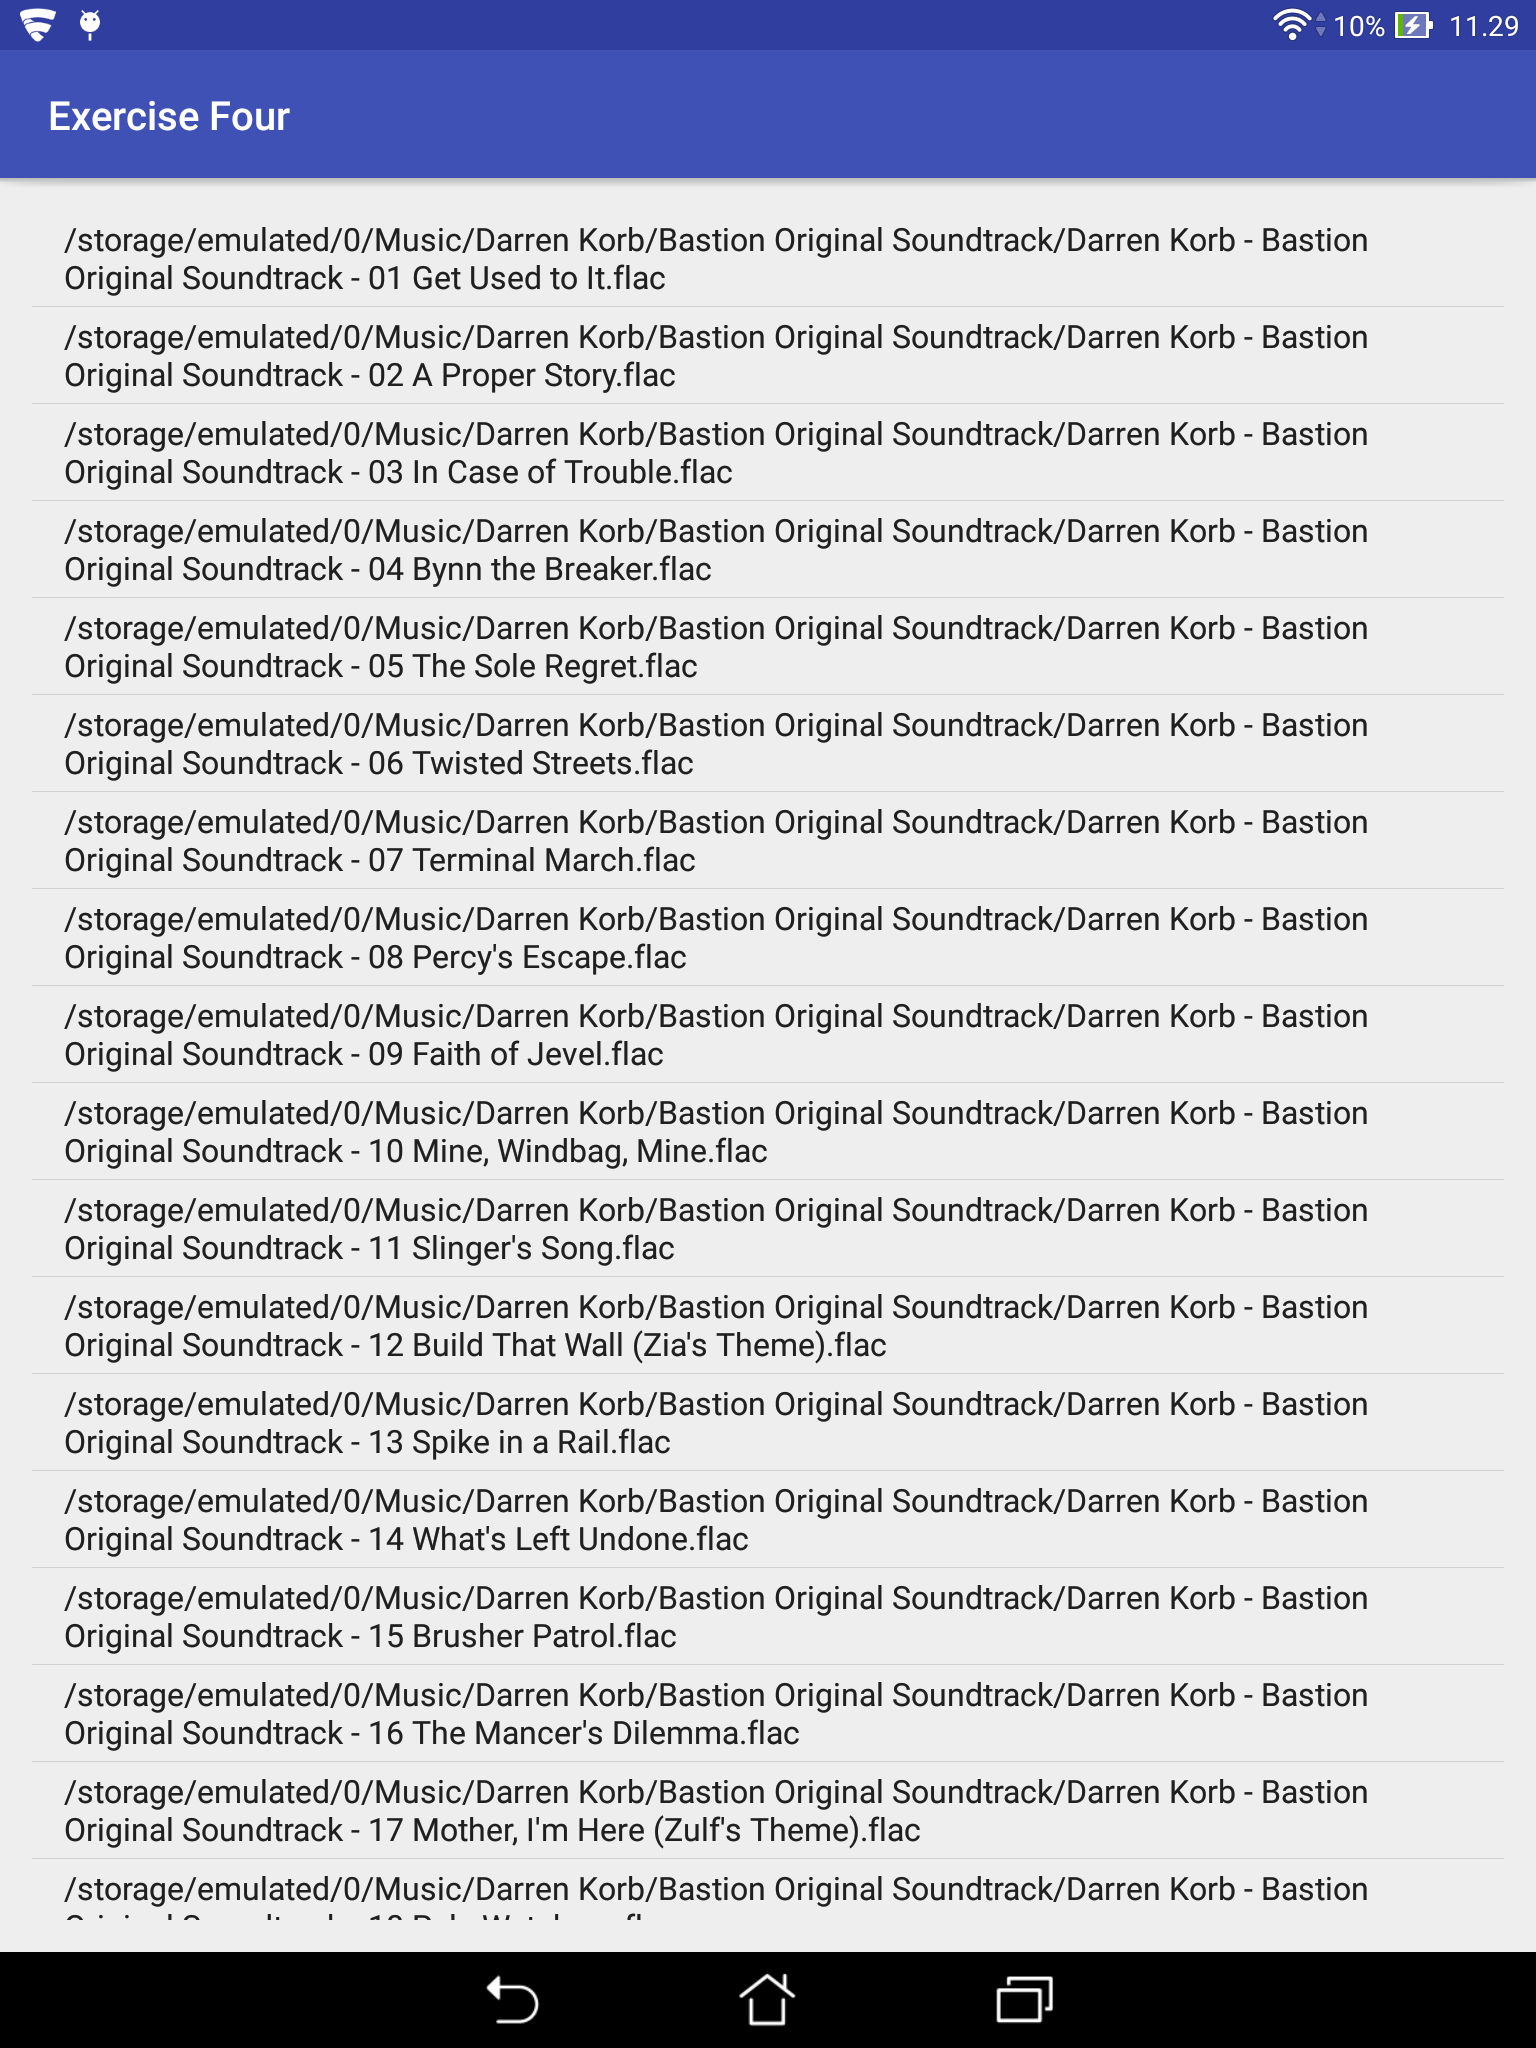 10% 11.29
Exercise Four
/storage/emulated/0/Music/Darren Korb/Bastion Original Soundtrack/Darren Korb - Bastion
Original Soundtrack - 01 Get Used to It.flac
/storage/emulated/0/Music/Darren Korb/Bastion Original Soundtrack/Darren Korb - Bastion
Original Soundtrack - 02 A Proper Story.flac
/storage/emulated/0/Music/Darren Korb/Bastion Original Soundtrack/Darren Korb - Bastion
Original Soundtrack - 03 In Case of Trouble.flac
/storage/emulated/0/Music/Darren Korb/Bastion Original Soundtrack/Darren Korb - Bastion
Original Soundtrack - 04 Bynn the Breaker.flac
/storage/emulated/0/Music/Darren Korb/Bastion Original Soundtrack/Darren Korb - Bastion
Original Soundtrack - 05 The Sole Regret.flac
/storage/emulated/0/Music/Darren Korb/Bastion Original Soundtrack/Darren Korb - Bastion
Original Soundtrack - 06 Twisted Streets.flac
/storage/emulated/0/Music/Darren Korb/Bastion Original Soundtrack/Darren Korb - Bastion
Original Soundtrack - 07 Terminal March.flac
/storage/emulated/0/Music/Darren Korb/Bastion Original Soundtrack/Darren Korb - Bastion
Original Soundtrack - 08 Percy's Escape.flac
/storage/emulated/0/Music/Darren Korb/Bastion Original Soundtrack/Darren Korb - Bastion
Original Soundtrack - 09 Faith of Jevel.flac
/storage/emulated/0/Music/Darren Korb/Bastion Original Soundtrack/Darren Korb - Bastion
Original Soundtrack - 10 Mine, Windbag, Mine.flac
/storage/emulated/0/Music/Darren Korb/Bastion Original Soundtrack/Darren Korb - Bastion
Original Soundtrack - 11 Slinger's Song.flac
/storage/emulated/0/Music/Darren Korb/Bastion Original Soundtrack/Darren Korb - Bastion
Original Soundtrack - 12 Build That Wall (Zia's Theme).flac
/storage/emulated/0/Music/Darren Korb/Bastion Original Soundtrack/Darren Korb - Bastion
Original Soundtrack - 13 Spike in a Rail.flac
/storage/emulated/0/Music/Darren Korb/Bastion Original Soundtrack/Darren Korb - Bastion
Original Soundtrack - 14 What's Left Undone.flac
/storage/emulated/0/Music/Darren Korb/Bastion Original Soundtrack/Darren Korb - Bastion
Original Soundtrack - 15 Brusher Patrol.flac
/storage/emulated/0/Music/Darren Korb/Bastion Original Soundtrack/Darren Korb - Bastion
Original Soundtrack - 16 The Mancer's Dilemma.flac
/storage/emulated/0/Music/Darren Korb/Bastion Original Soundtrack/Darren Korb - Bastion
Original Soundtrack - 17 Mother, I'm Here (Zulf's Theme).flac
/storage/emulated/0/Music/Darren Korb/Bastion Original Soundtrack/Darren Korb - Bastion